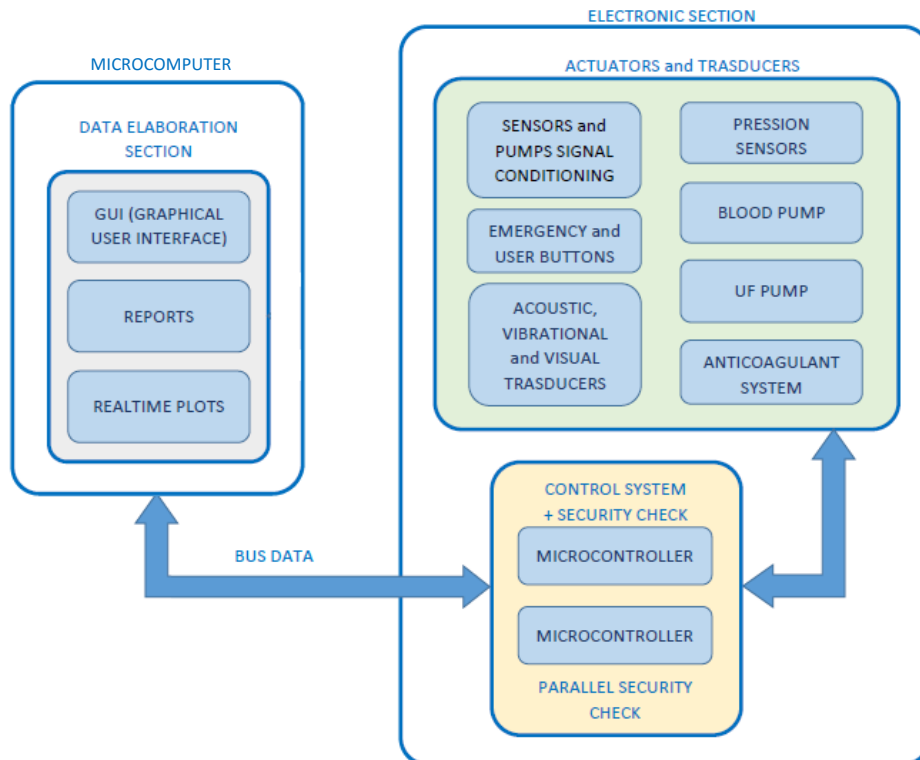 ELECTRONIC SECTION
MICROCOMPUTER
ACTUATORS and TRASDUCERS
DATA ELABORATION
SECTION
GUI (GRAPHICAL
USER INTERFACE)
REPORTS
REALTIME PLOTS
SENSORS and
PUMPS SIGNAL
CONDITIONING
EMERGENCY and
USER BUTTONS
ACOUSTIC,
VIBRATIONAL
and VISUAL
TRASDUCERS
PRESSION
SENSORS
BLOOD PUMP
UF PUMP
ANTICOAGULANT
SYSTEM
BUS DATA
CONTROL SYSTEM
+ SECURITY CHECK
MICROCONTROLLER
MICROCONTROLLER
PARALLEL SECURITY
CHECK